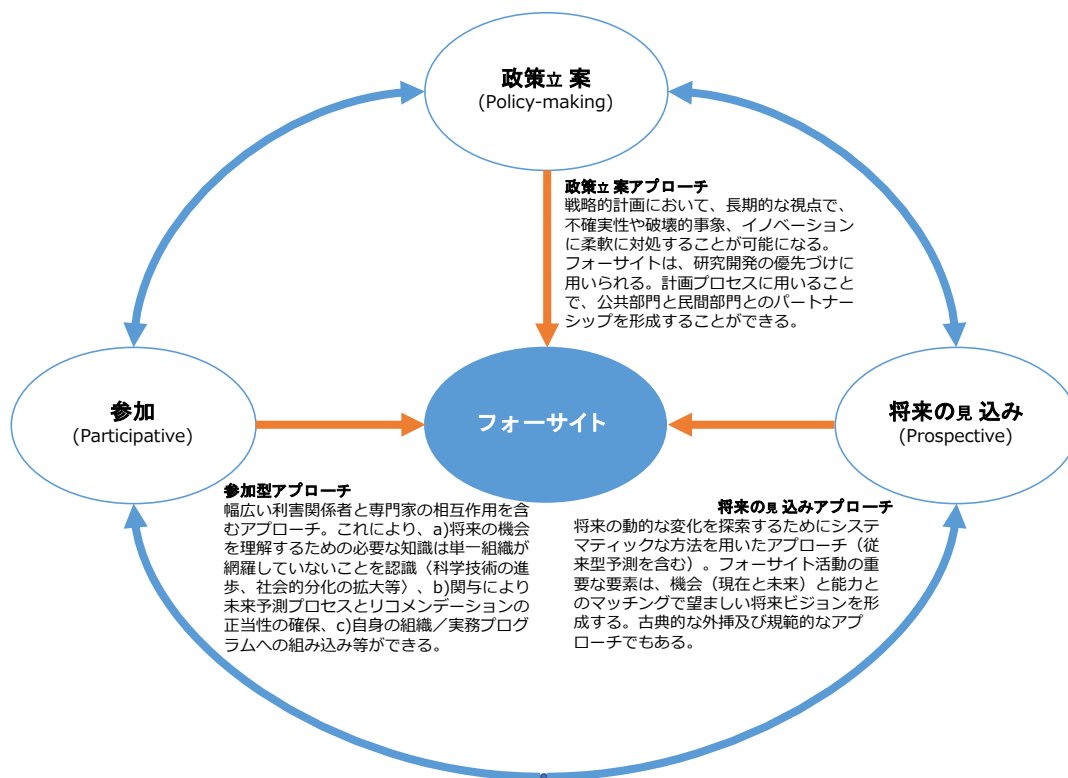 政策立案
(Policy-making)
政策立案アプローチ
戦略的計画において、長期的な視点で、
不確実性や破壊的事象、イノベーション
に柔軟に対処することが可能になる。
フォーサイトは、研究開発の優先づけに
用いられる。計画プロセスに用いること
で、公共部門と民間部門とのパートナー
シップを形成することができる。
参加
(Participative)
フォーサイト
将来の見込み
(Prospective)
参加型アプローチ
幅広い利害関係者と専門家の相互作用を含
むアプローチ。これにより、a)将来の機会
を理解するための必要な知識は単一組織が
網羅していないことを認識〈科学技術の進
歩、社会的分化の拡大等〉、b)関与により
未来予測プロセスとリコメンデーションの
正当性の確保、c)自身の組織／実務プログ
ラムへの組み込み等ができる。
将来の見込みアプローチ
将来の動的な変化を探索するためにシステ
マティックな方法を用いたアプローチ（従
来型予測を含む）。フォーサイト活動の重
要な要素は、機会（現在と未来）と能力と
のマッチングで望ましい将来ビジョンを形
成する。古典的な外挿及び規範的なアプ
ローチでもある。